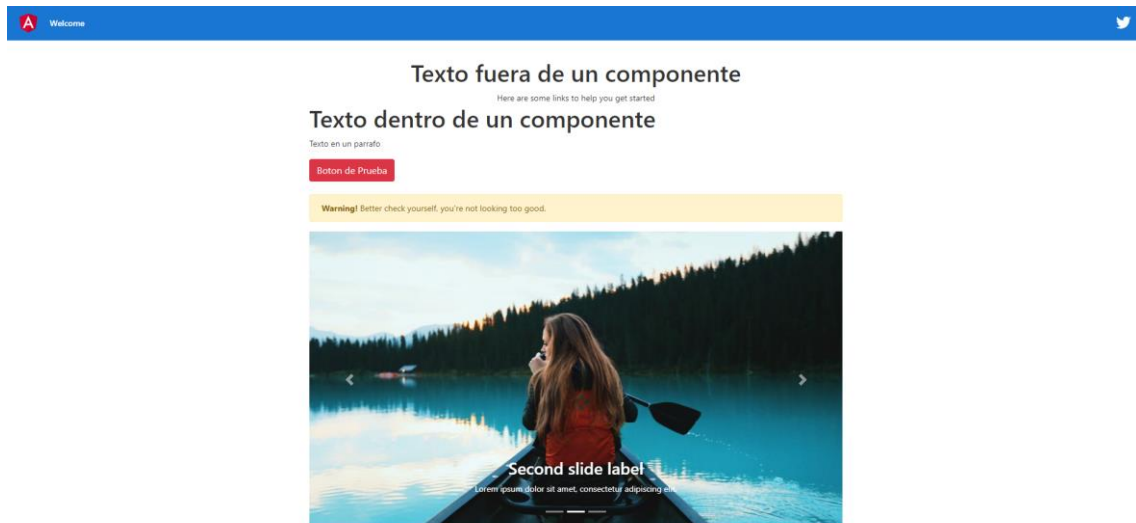 A Welcome
Texto fuera de un componente
Here are some links to help you get started
Texto dentro de un componente
Texto en un parrafo
Boton de Prueba
Warning! Better check yourself, you're not looking too good.
Second slide label
Lorem ipsum dolor sit amet, consectetur adipiscing elit.